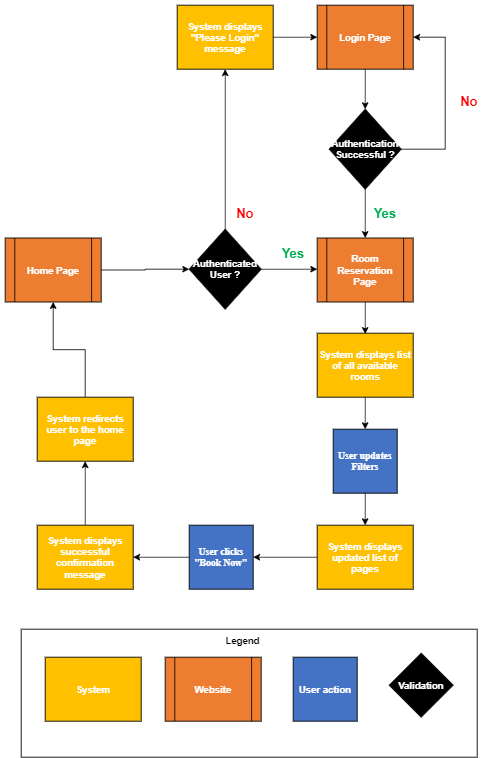 System displays
"Please Login"
message
Login Page
No
Authentication
Successful ?
Yes
No
Home Page
Authenticated
User ?
Yes
Room
Reservation
Page
System displays list
of all available
rooms
System redirects
user to the home
page
User updates
Filters
System displays
successful
confirmation
message
User clicks
"Book Now"
System displays
updated list of
pages
Legend
System
Website
User action
Validation